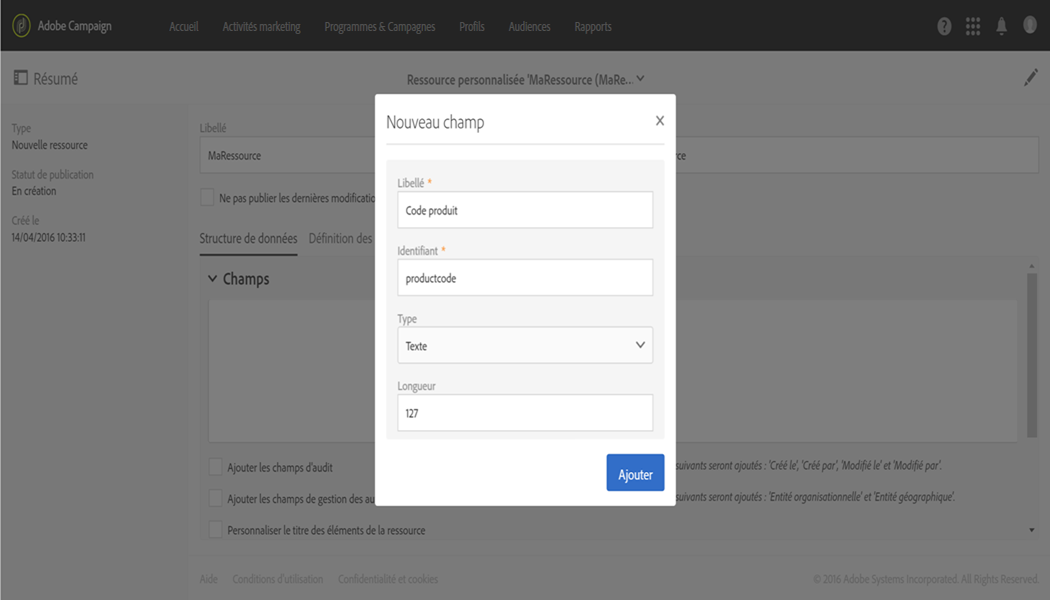 Adobe Campaign
Accueil Activités marketing Programmes & Campagnes Profils Audiences Rapports
Résumé
Ressource personnalisée 'MaRessource (MaRe...
Type
Nouvelle ressource
Statut de publication
En création
Créé le
14/04/2016 10:33:11
Libellé
MaRessource
rce
Ne pas publier les dernières modificatio
Structure de données Définition des
Champs
Nouveau champ
Libellé *
Code produit
Identifiant *
productcode
Type
Texte
Longueur
127
Ajouter
Ajouter les champs d'audit
suivants seront ajoutés : 'Créé le', 'Créé par', 'Modifié le' et 'Modifié par'.
Ajouter les champs de gestion des au
suivants seront ajoutés : 'Entité organisationnelle' et 'Entité géographique'.
Personnaliser le titre des éléments de la ressource
Aide Conditions d'utilisation Confidentialité et cookies
© 2016 Adobe Systems Incorporated. All Rights Reserved.